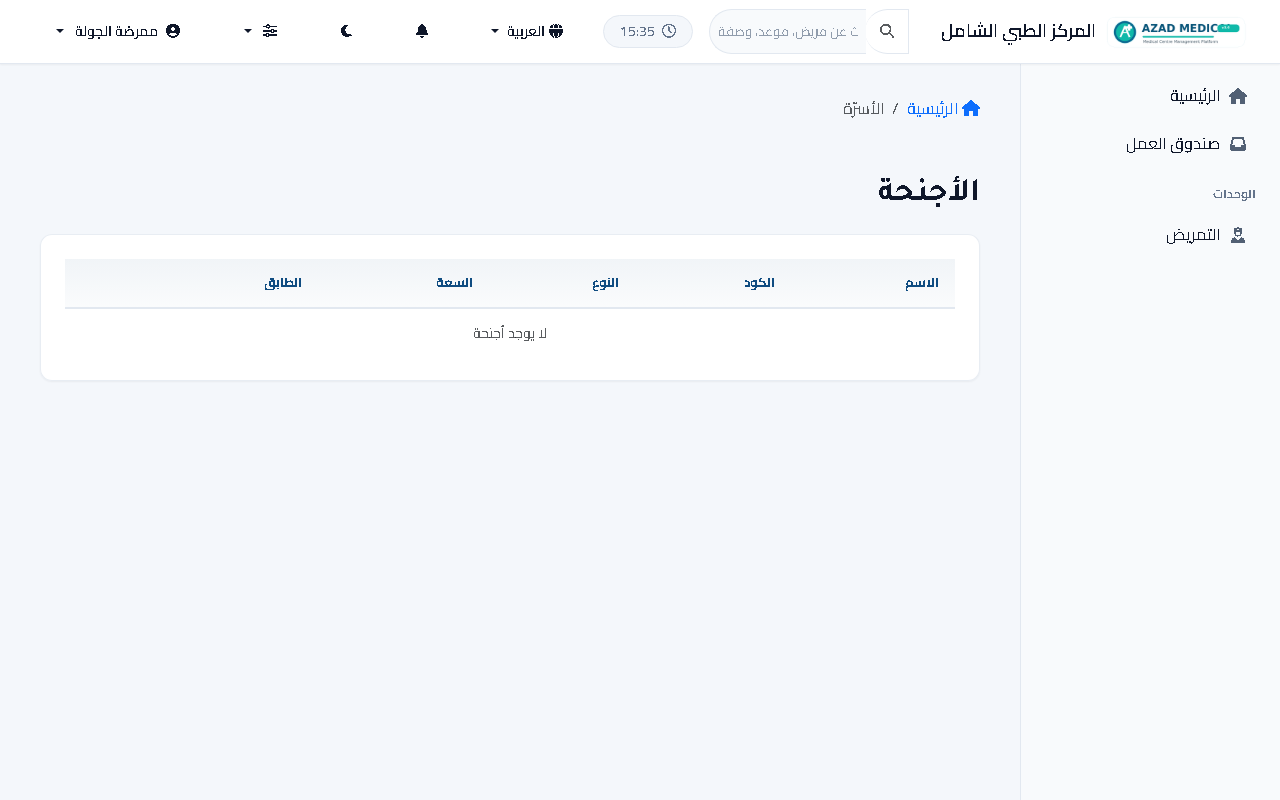 AZAD MEDIC
Medical Centre Management Platform
المركز الطبي الشامل
عن مريض، موعد، وصفة
15:35
العربية
ممرضة الجولة
الرئيسية
صندوق العمل
الوحدات
التمريض
الرئيسية / الأسرّة
الأجنحة
الاسم الكود النوع السعة الطابق
لا يوجد أجنحة